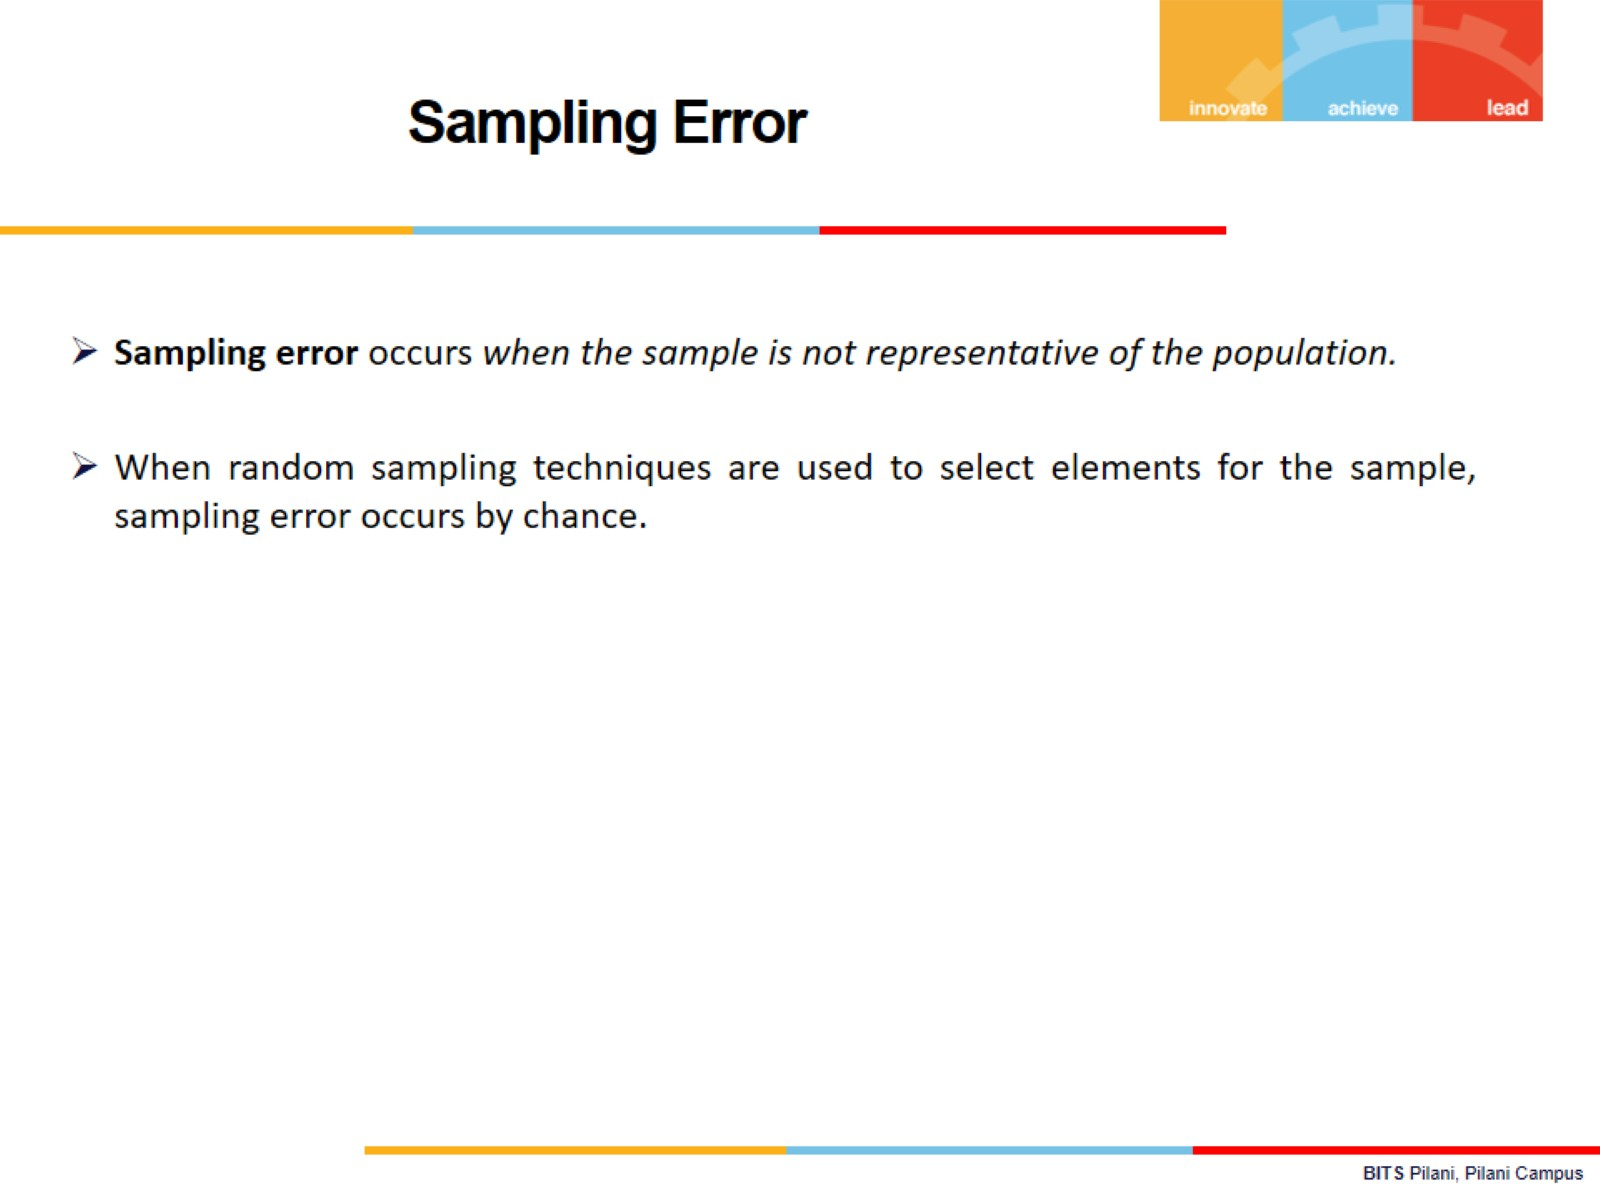 innovate achieve lead
Sampling Error
➢ Sampling error occurs when the sample is not representative of the population.
➢ When random sampling techniques are used to select elements for the sample,
sampling error occurs by chance.
BITS Pilani, Pilani Campus